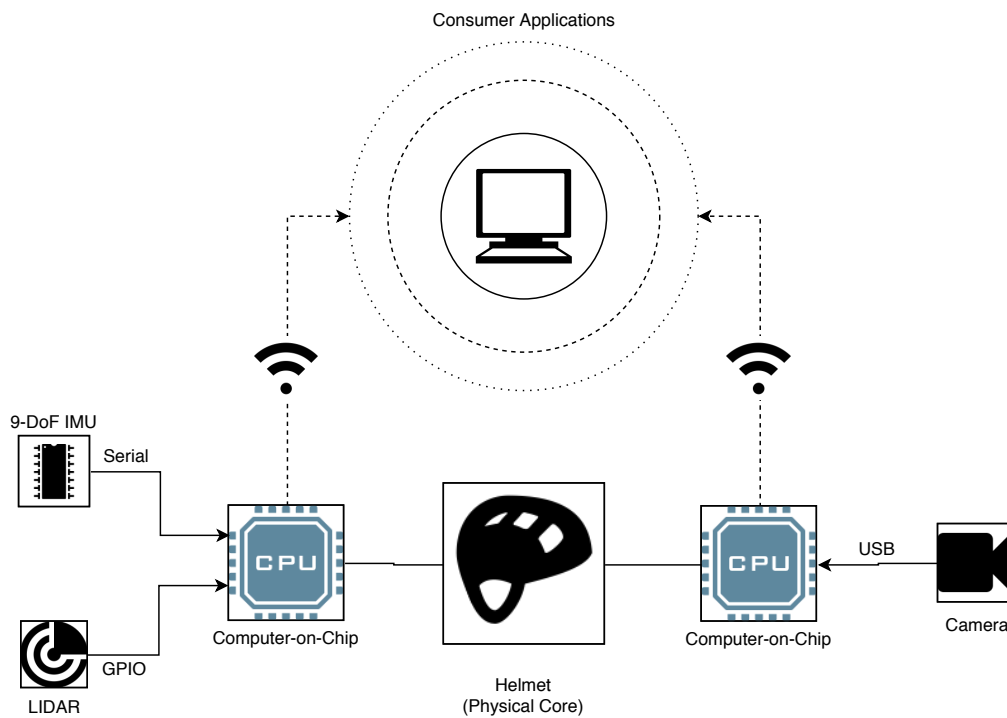 Consumer Applications
9-DoF IMU
Serial
CPU
CPU
USB
Computer-on-Chip
Computer-on-Chip
Camera
GPIO
LIDAR
Helmet
(Physical Core)